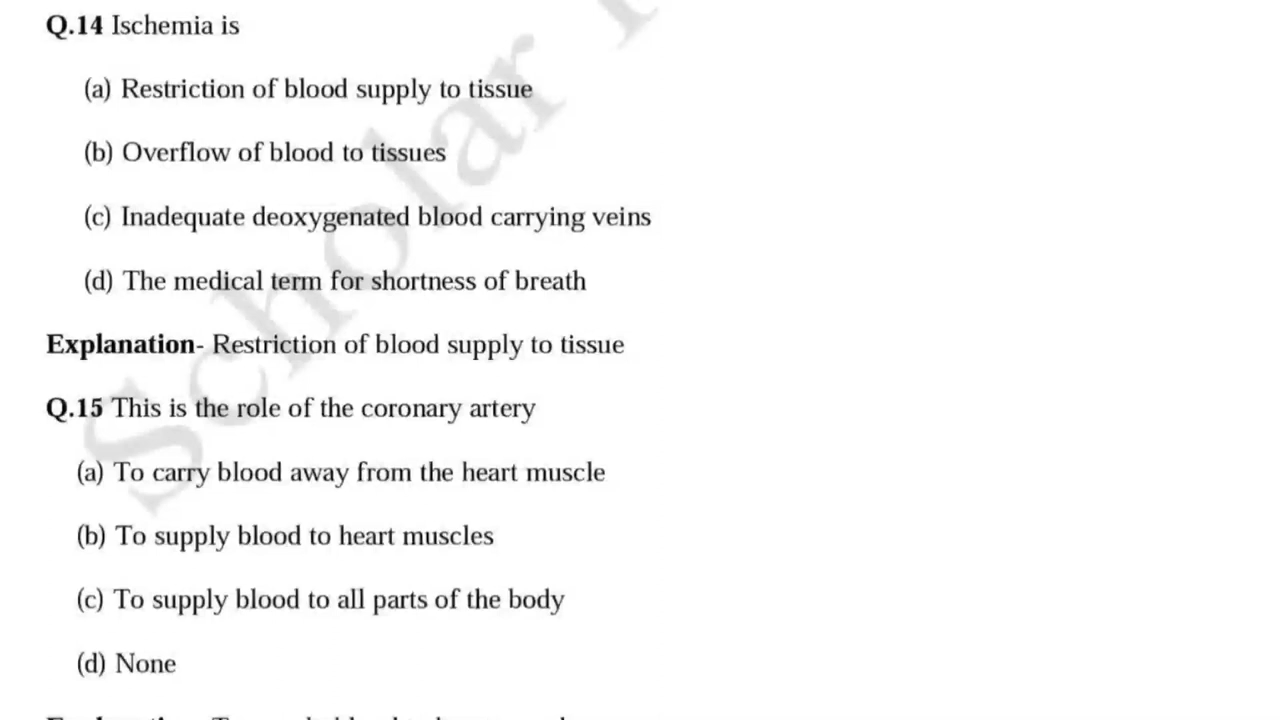 Q.14 Ischemia is
(a) Restriction of blood supply to tissue
(b) Overflow of blood to tissues
(c) Inadequate deoxygenated blood carrying veins
(d) The medical term for shortness of breath
Explanation- Restriction of blood supply to tissue
Q.15 This is the role of the coronary artery
(a) To carry blood away from the heart muscle
(b) To supply blood to heart muscles
(c) To supply blood to all parts of the body
(d) None
Scholar